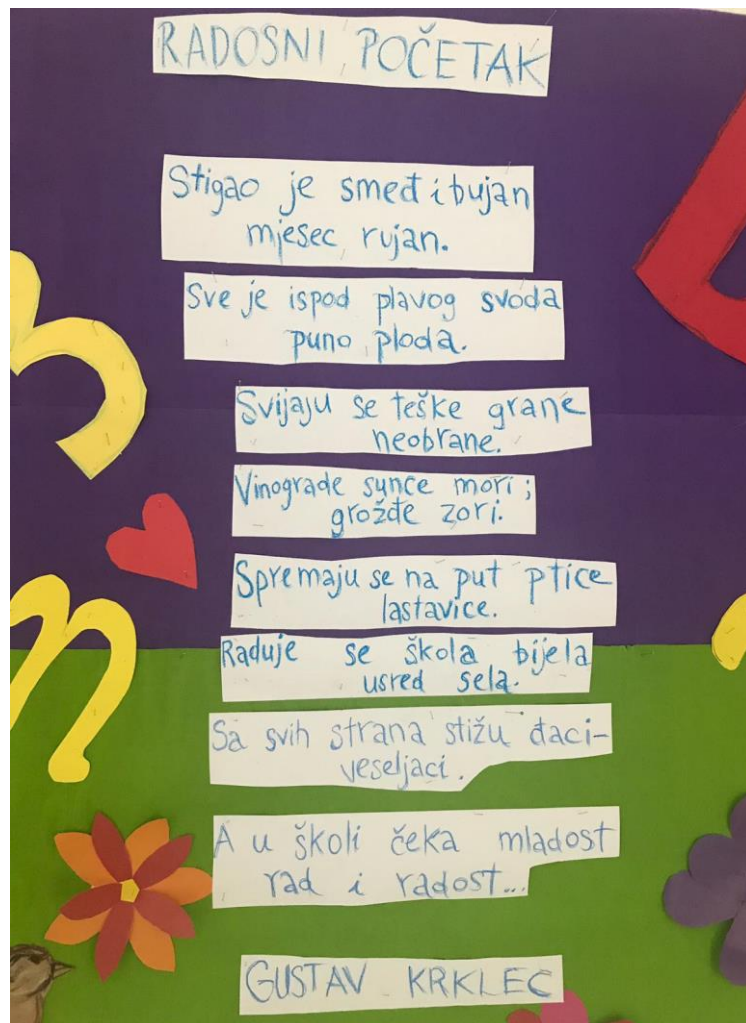 RADOSNI POČETAK
Stigao je smeđ i bujan
mjesec rujan.
Sve je ispod plavog svoda
puno ploda.
Svijaju se teške grane
neobrane.
Vinograde sunce mori;
grožđe zori.
Spremaju se na put ptice
lastavice.
Raduje se škola bijela
usred sela.
Sa svih strana stižu đaci-
veseljaci.
A u školi čeka mladost
rad i radost...
GUSTAV KRKLEC